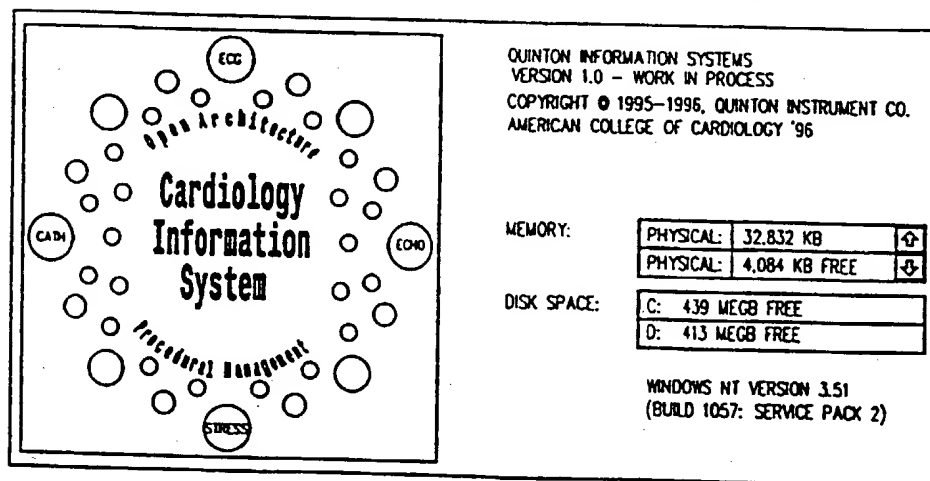 ECG
Open Architecture
Cardiology
Information
System
CATH
ECHO
Procedural Management
STRESS
QUINTON INFORMATION SYSTEMS
VERSION 1.0 – WORK IN PROCESS
COPYRIGHT © 1995–1996, QUINTON INSTRUMENT CO.
AMERICAN COLLEGE OF CARDIOLOGY '96
MEMORY:
PHYSICAL: 32,832 KB
PHYSICAL: 4,084 KB FREE
DISK SPACE:
C: 439 MEGB FREE
D: 413 MEGB FREE
WINDOWS NT VERSION 3.51
(BUILD 1057: SERVICE PACK 2)